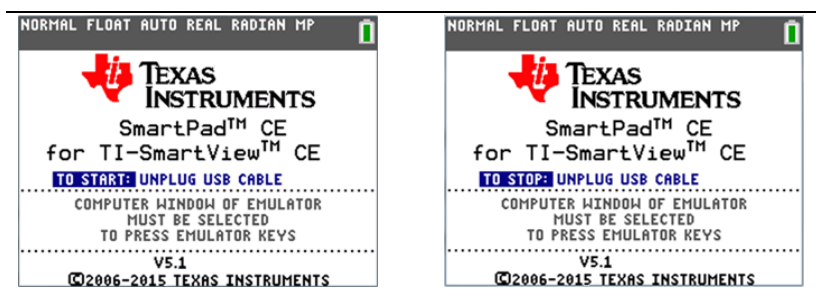 NORMAL FLOAT AUTO REAL RADIAN MP
TEXAS
INSTRUMENTS
SmartPad™ CE
for TI-SmartView™ CE
TO START: UNPLUG USB CABLE
COMPUTER WINDOW OF EMULATOR
MUST BE SELECTED
TO PRESS EMULATOR KEYS
V5.1
©2006-2015 TEXAS INSTRUMENTS
NORMAL FLOAT AUTO REAL RADIAN MP
TEXAS
INSTRUMENTS
SmartPad™ CE
for TI-SmartView™ CE
TO STOP: UNPLUG USB CABLE
COMPUTER WINDOW OF EMULATOR
MUST BE SELECTED
TO PRESS EMULATOR KEYS
V5.1
©2006-2015 TEXAS INSTRUMENTS